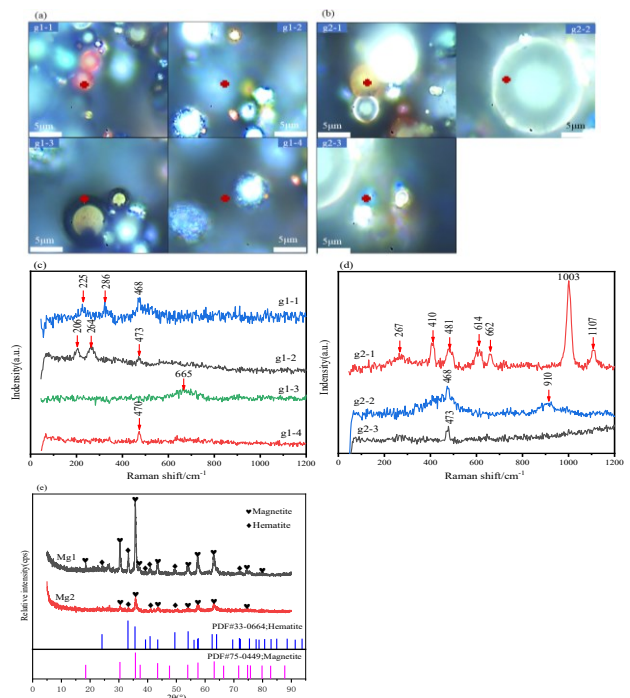 (a)
(b)
g1-1
g1-2
g2-1
g2-2
5μm
5μm
5μm
5μm
g1-3
g1-4
g2-3
5μm
5μm
5μm
(c)
(d)
225
286
468
g1-1
206
264
473
g1-2
665
g1-3
470
g1-4
Indensity(a.u.)
0 200 400 600 800 1000 1200
Raman shift/cm⁻¹
1003
267
410
481
614
662
1107
g2-1
468
910
g2-2
473
g2-3
Indensity(a.u.)
0 200 400 600 800 1000 1200
Raman shift/cm⁻¹
(e)
♥Magnetite
♦Hematite
Mg1
Mg2
PDF#33-0664;Hematite
PDF#75-0449;Magnetite
Relative intensity(cps)
0 10 20 30 40 50 60 70 80 90
2θ(°)